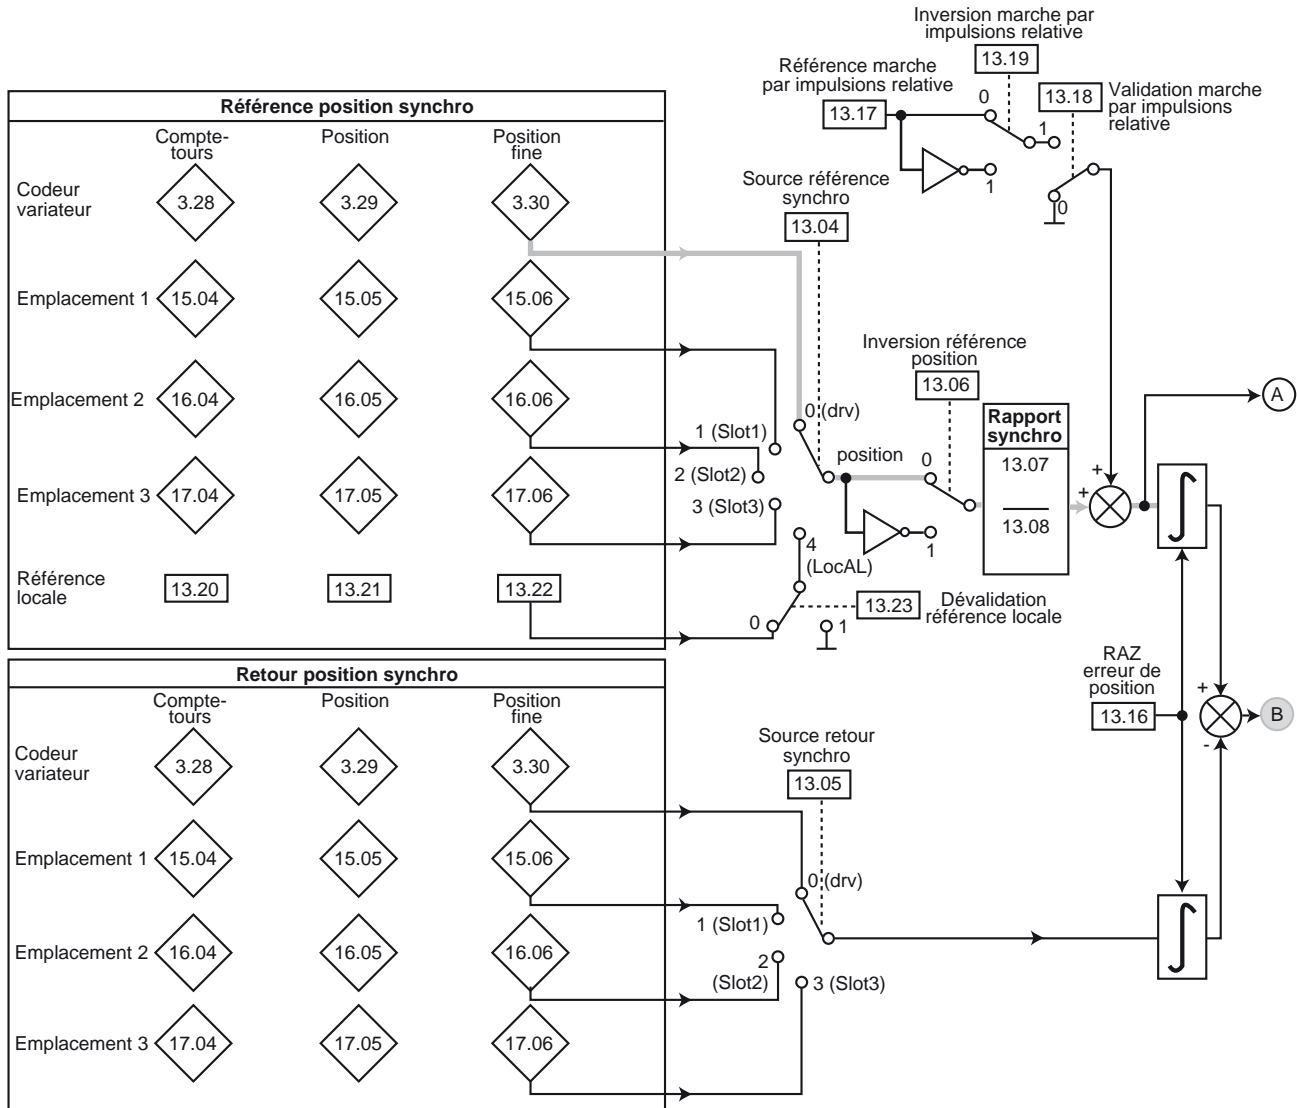 Inversion marche par
impulsions relative
13.19
Référence marche
par impulsions relative
13.17
0
1
13.18
Validation marche
par impulsions
relative
1
0
Référence position synchro
Compte-
tours
Position
Position
fine
Codeur
variateur
3.28
3.29
3.30
Emplacement 1
15.04
15.05
15.06
Emplacement 2
16.04
16.05
16.06
Emplacement 3
17.04
17.05
17.06
Référence
locale
13.20
13.21
13.22
Source référence
synchro
13.04
0 (drv)
1 (Slot1)
2 (Slot2)
3 (Slot3)
4
(LocAL)
position
Inversion référence
position
13.06
0
1
Rapport
synchro
13.07
13.08
+
+
A
0
1
13.23
Dévalidation
référence locale
RAZ
erreur de
position
13.16
+
-
B
Retour position synchro
Compte-
tours
Position
Position
fine
Codeur
variateur
3.28
3.29
3.30
Emplacement 1
15.04
15.05
15.06
Emplacement 2
16.04
16.05
16.06
Emplacement 3
17.04
17.05
17.06
Source retour
synchro
13.05
0 (drv)
1 (Slot1)
2
(Slot2)
3 (Slot3)